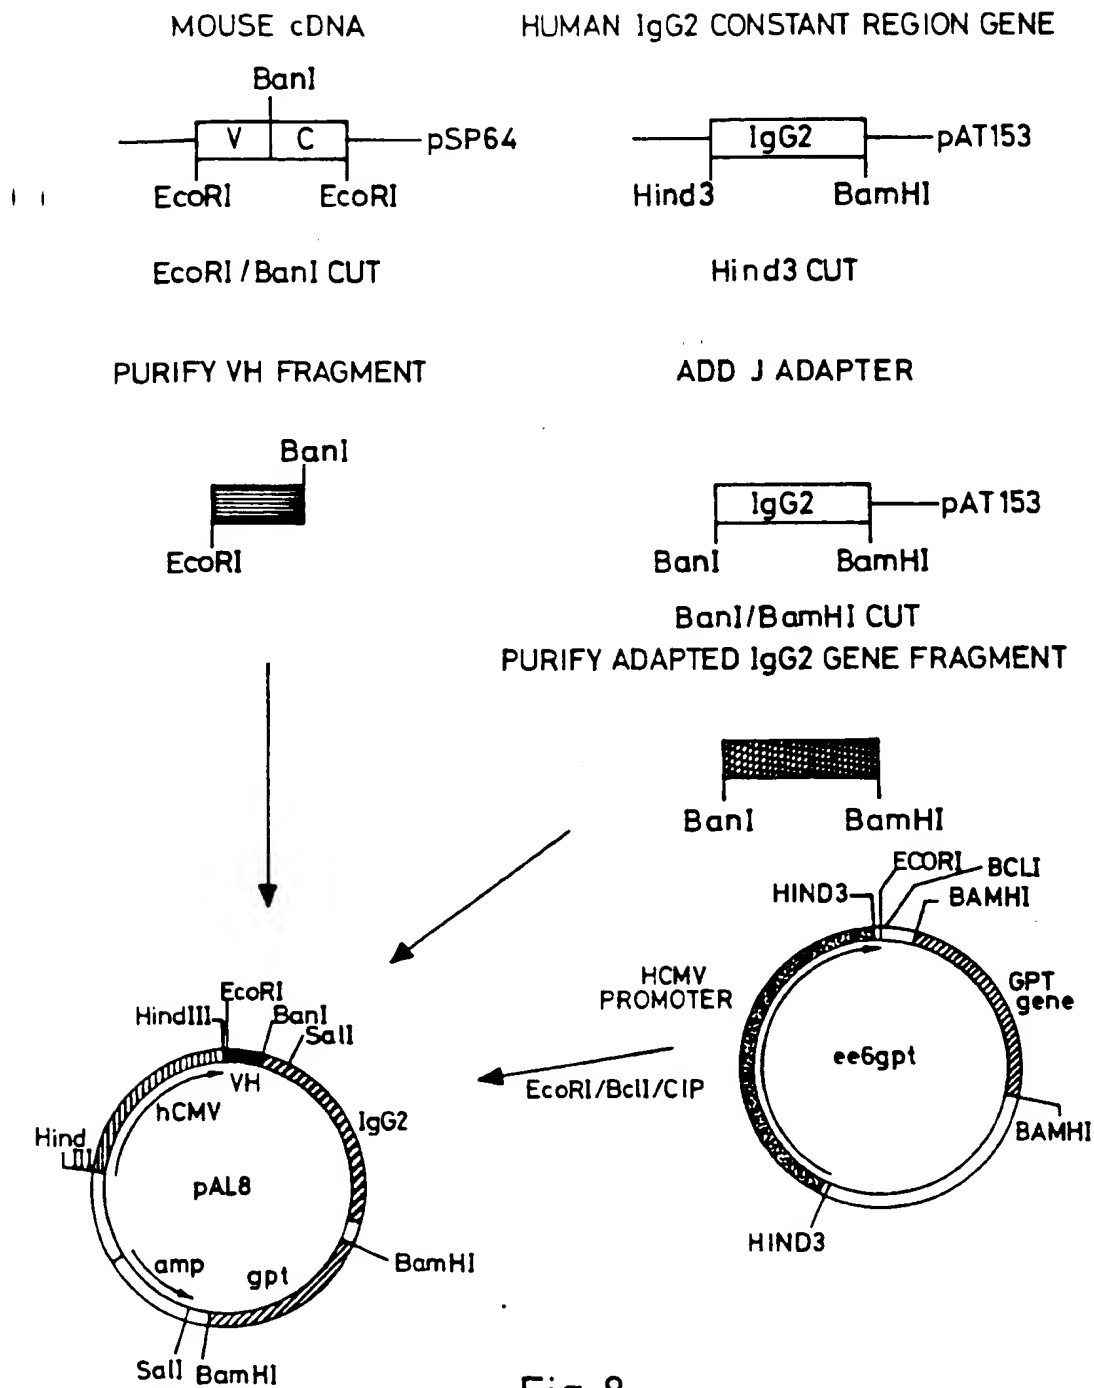 MOUSE cDNA
HUMAN IgG2 CONSTANT REGION GENE
BanI
V
C
pSP64
EcoRI
EcoRI
IgG2
pAT153
Hind3
BamHI
EcoRI/BanI CUT
Hind3 CUT
PURIFY VH FRAGMENT
ADD J ADAPTER
BanI
EcoRI
IgG2
pAT153
BanI
BamHI
BanI/BamHI CUT
PURIFY ADAPTED IgG2 GENE FRAGMENT
BanI
BamHI
ECORI
BCLI
HIND3
BAMHI
HCMV
PROMOTER
GPT
gene
ee6gpt
BAMHI
HIND3
EcoRI/BclI/CIP
EcoRI
HindIII
BanI
SalI
VH
hCMV
IgG2
Hind
III
pAL8
amp
gpt
BamHI
SalI
BamHI
Fig. 8